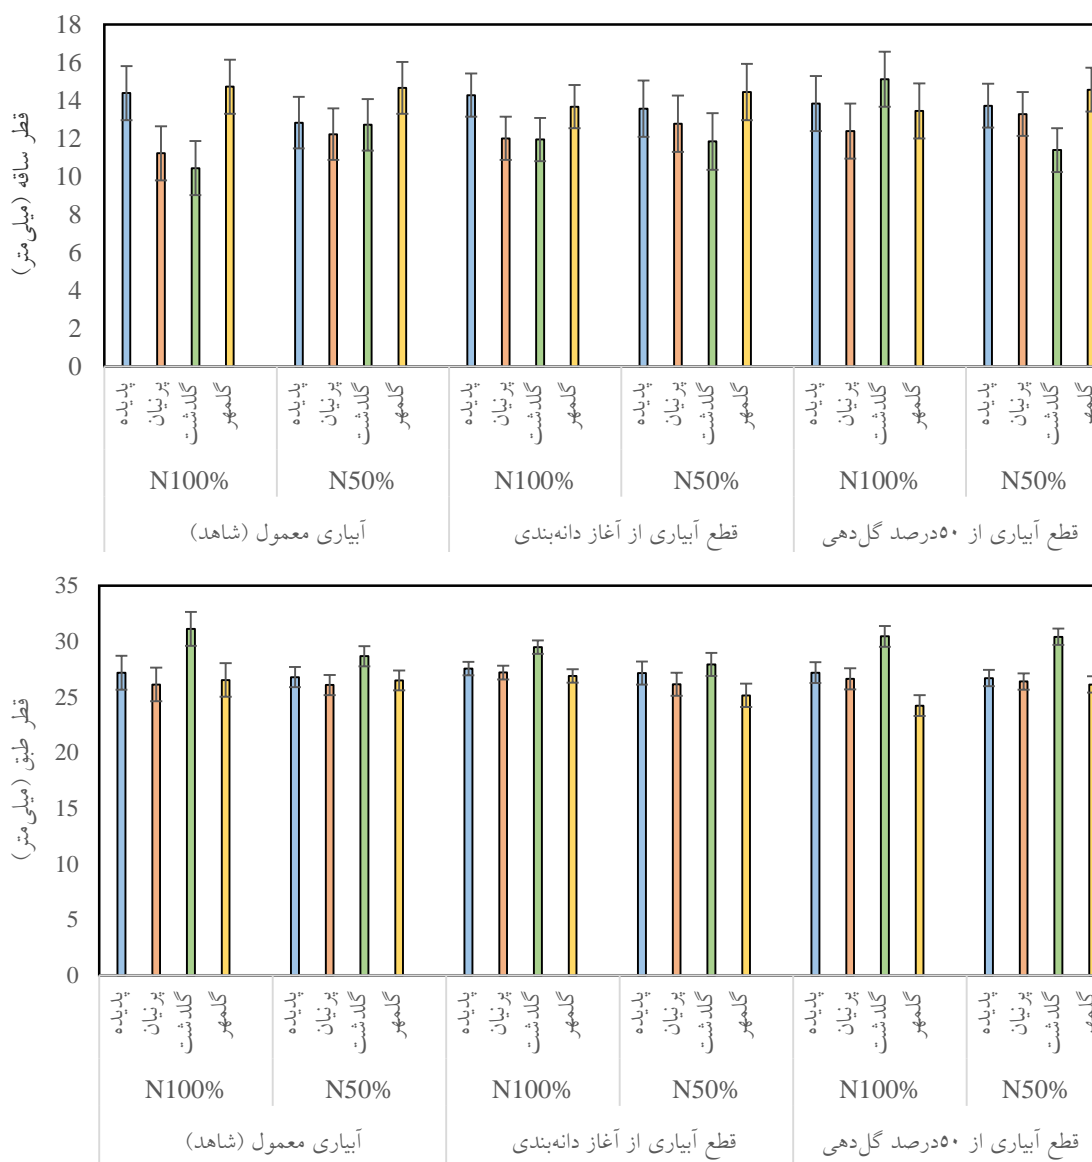 قطر ساقه (میلی‌متر)
18
16
14
12
10
8
6
4
2
0
پدیده پرنیان گلدشت گلمهر پدیده پرنیان گلدشت گلمهر پدیده پرنیان گلدشت گلمهر پدیده پرنیان گلدشت گلمهر پدیده پرنیان گلدشت گلمهر پدیده پرنیان گلدشت گلمهر
N100% N50% N100% N50% N100% N50%
آبیاری معمول (شاهد)
قطع آبیاری از آغاز دانه‌بندی
قطع آبیاری از ۵۰درصد گل‌دهی
قطر طبق (میلی‌متر)
35
30
25
20
15
10
5
0
پدیده پرنیان گلدشت گلمهر پدیده پرنیان گلدشت گلمهر پدیده پرنیان گلدشت گلمهر پدیده پرنیان گلدشت گلمهر پدیده پرنیان گلدشت گلمهر پدیده پرنیان گلدشت گلمهر
N100% N50% N100% N50% N100% N50%
آبیاری معمول (شاهد)
قطع آبیاری از آغاز دانه‌بندی
قطع آبیاری از ۵۰درصد گل‌دهی